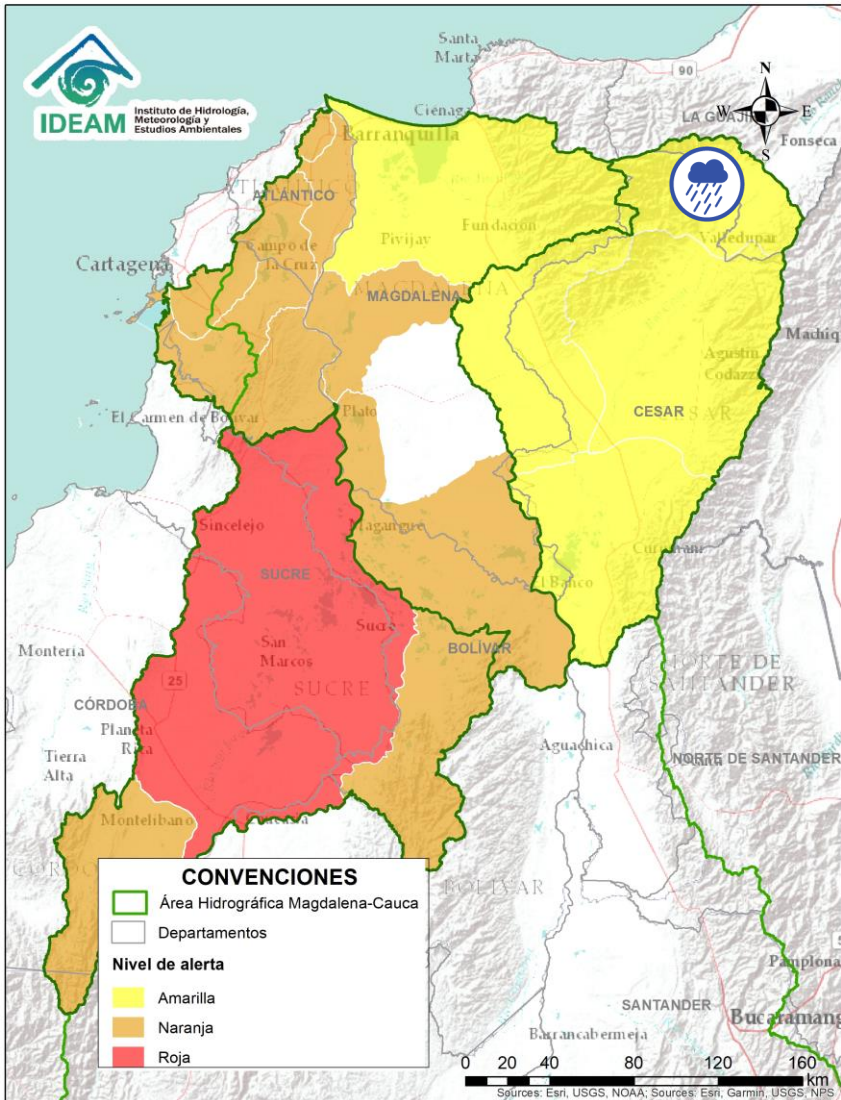 IDEAM
Instituto de Hidrología,
Meteorología y
Estudios Ambientales
Santa
Marta
90
N
W
E
S
LA GUAJI
Fonseca
Ciénaga
Barranquilla
ATLÁNTICO
Valledupar
Fundación
Pivijay
Campo de
la Cruz
Cartagena
MAGDALENA
Machiq
Agustín
Codazzi
El Carmen de Bolívar
Plato
CESAR
Sincelejo
Magangue
SUCRE
El Banco
Sucre
San
Marcos
BOLÍVAR
Montería
SUCRE
25
NORTE DE
SANTANDER
CÓRDOBA
Planeta
Rica
Aguachica
Tierra
Alta
NORTE DE SANTANDER
Montelibano
BOLÍVAR
CONVENCIONES
Área Hidrográfica Magdalena-Cauca
Departamentos
Nivel de alerta
Amarilla
Naranja
Roja
Pamplona
SANTANDER
Bucaramang
Barrancabermeja
0 20 40 80 120 160
km
Sources: Esri, USGS, NOAA; Sources: Esri, Garmin, USGS, NPS